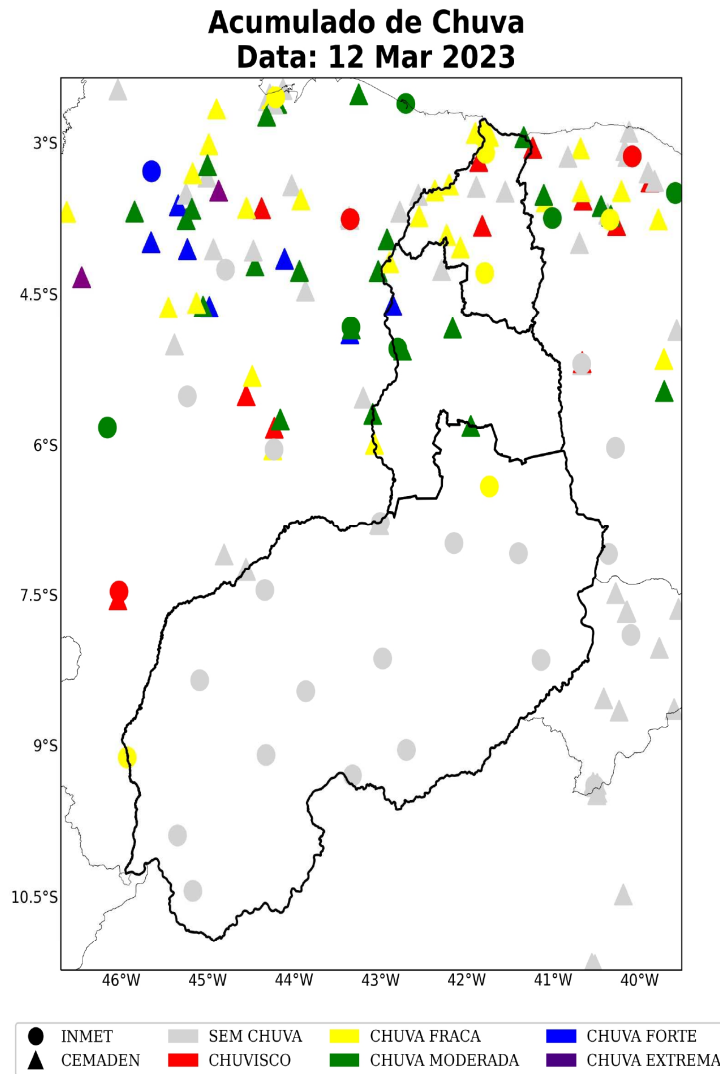 Acumulado de Chuva
Data: 12 Mar 2023
3°S
4.5°S
6°S
7.5°S
9°S
10.5°S
46°W 45°W 44°W 43°W 42°W 41°W 40°W
INMET SEM CHUVA CHUVA FRACA CHUVA FORTE
CEMADEN CHUVISCO CHUVA MODERADA CHUVA EXTREMA